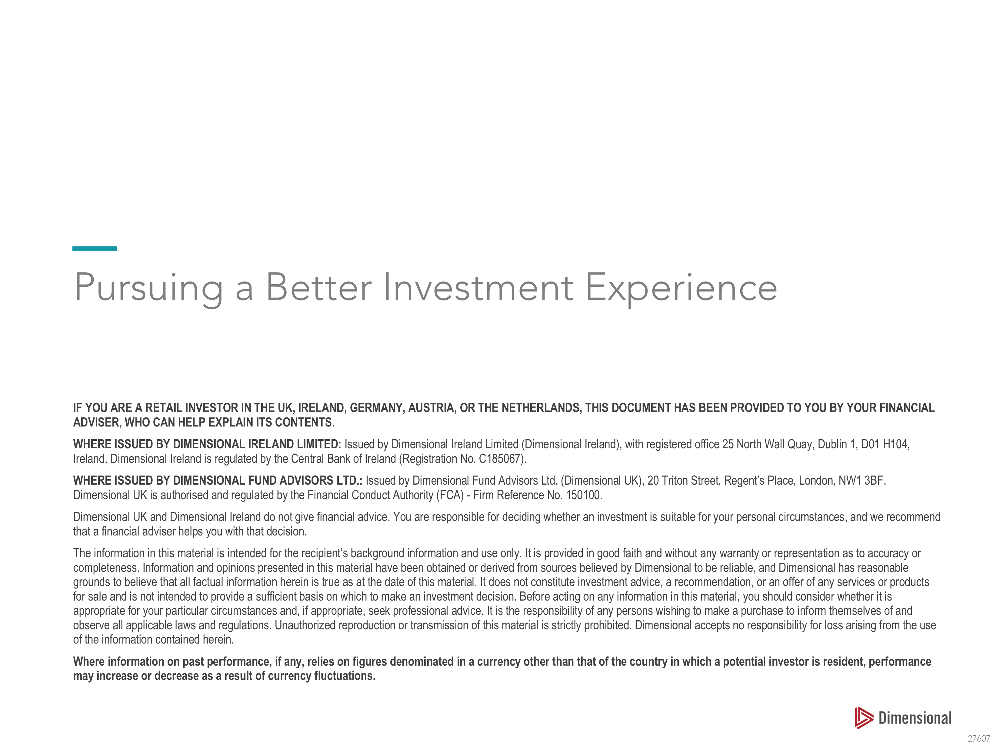 Pursuing a Better Investment Experience
IF YOU ARE A RETAIL INVESTOR IN THE UK, IRELAND, GERMANY, AUSTRIA, OR THE NETHERLANDS, THIS DOCUMENT HAS BEEN PROVIDED TO YOU BY YOUR FINANCIAL
ADVISER, WHO CAN HELP EXPLAIN ITS CONTENTS.
WHERE ISSUED BY DIMENSIONAL IRELAND LIMITED: Issued by Dimensional Ireland Limited (Dimensional Ireland), with registered office 25 North Wall Quay, Dublin 1, D01 H104,
Ireland. Dimensional Ireland is regulated by the Central Bank of Ireland (Registration No. C185067).
WHERE ISSUED BY DIMENSIONAL FUND ADVISORS LTD.: Issued by Dimensional Fund Advisors Ltd. (Dimensional UK), 20 Triton Street, Regent’s Place, London, NW1 3BF.
Dimensional UK is authorised and regulated by the Financial Conduct Authority (FCA) - Firm Reference No. 150100.
Dimensional UK and Dimensional Ireland do not give financial advice. You are responsible for deciding whether an investment is suitable for your personal circumstances, and we recommend
that a financial adviser helps you with that decision.
The information in this material is intended for the recipient’s background information and use only. It is provided in good faith and without any warranty or representation as to accuracy or
completeness. Information and opinions presented in this material have been obtained or derived from sources believed by Dimensional to be reliable, and Dimensional has reasonable
grounds to believe that all factual information herein is true as at the date of this material. It does not constitute investment advice, a recommendation, or an offer of any services or products
for sale and is not intended to provide a sufficient basis on which to make an investment decision. Before acting on any information in this material, you should consider whether it is
appropriate for your particular circumstances and, if appropriate, seek professional advice. It is the responsibility of any persons wishing to make a purchase to inform themselves of and
observe all applicable laws and regulations. Unauthorized reproduction or transmission of this material is strictly prohibited. Dimensional accepts no responsibility for loss arising from the use
of the information contained herein.
Where information on past performance, if any, relies on figures denominated in a currency other than that of the country in which a potential investor is resident, performance
may increase or decrease as a result of currency fluctuations.
Dimensional
27607